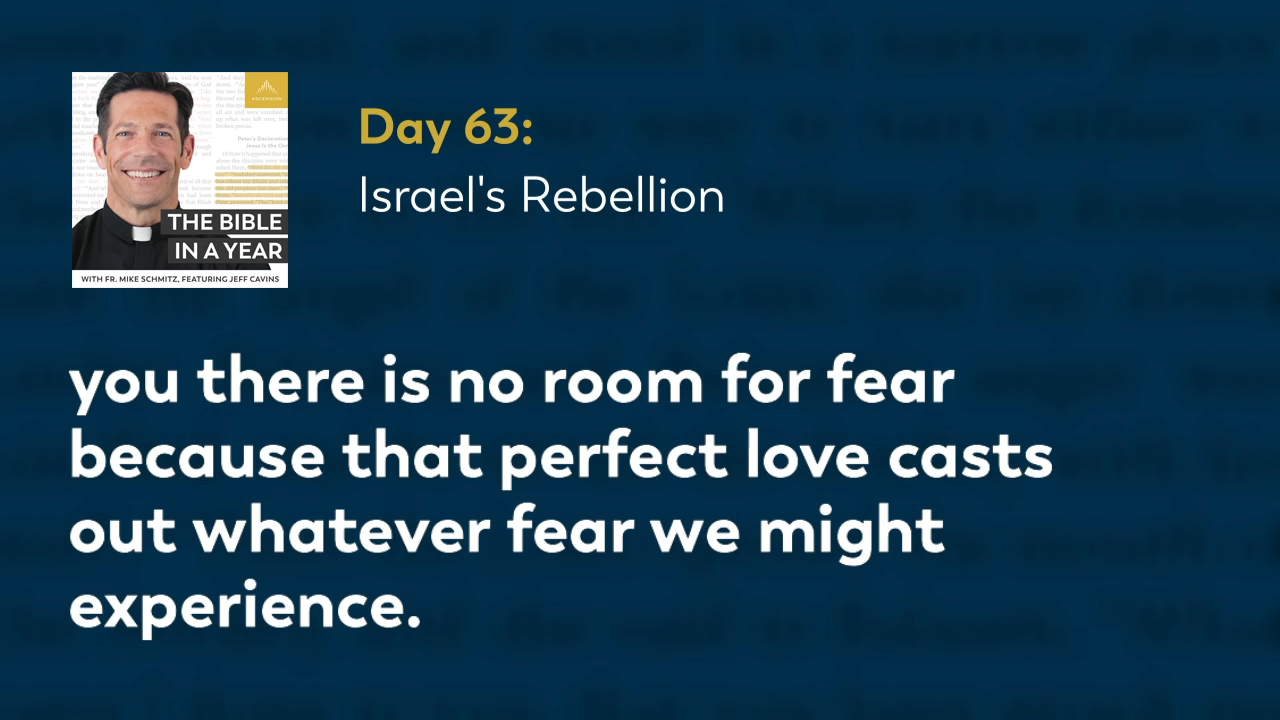 ASCENSION
THE BIBLE
IN A YEAR
WITH FR. MIKE SCHMITZ, FEATURING JEFF CAVINS
Day 63:
Israel's Rebellion
you there is no room for fear
because that perfect love casts
out whatever fear we might
experience.